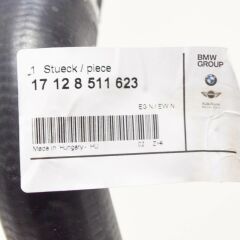 1 Stueck / piece
BMW
GROUP
17 12 8 511 623
Made in Hungary - HU